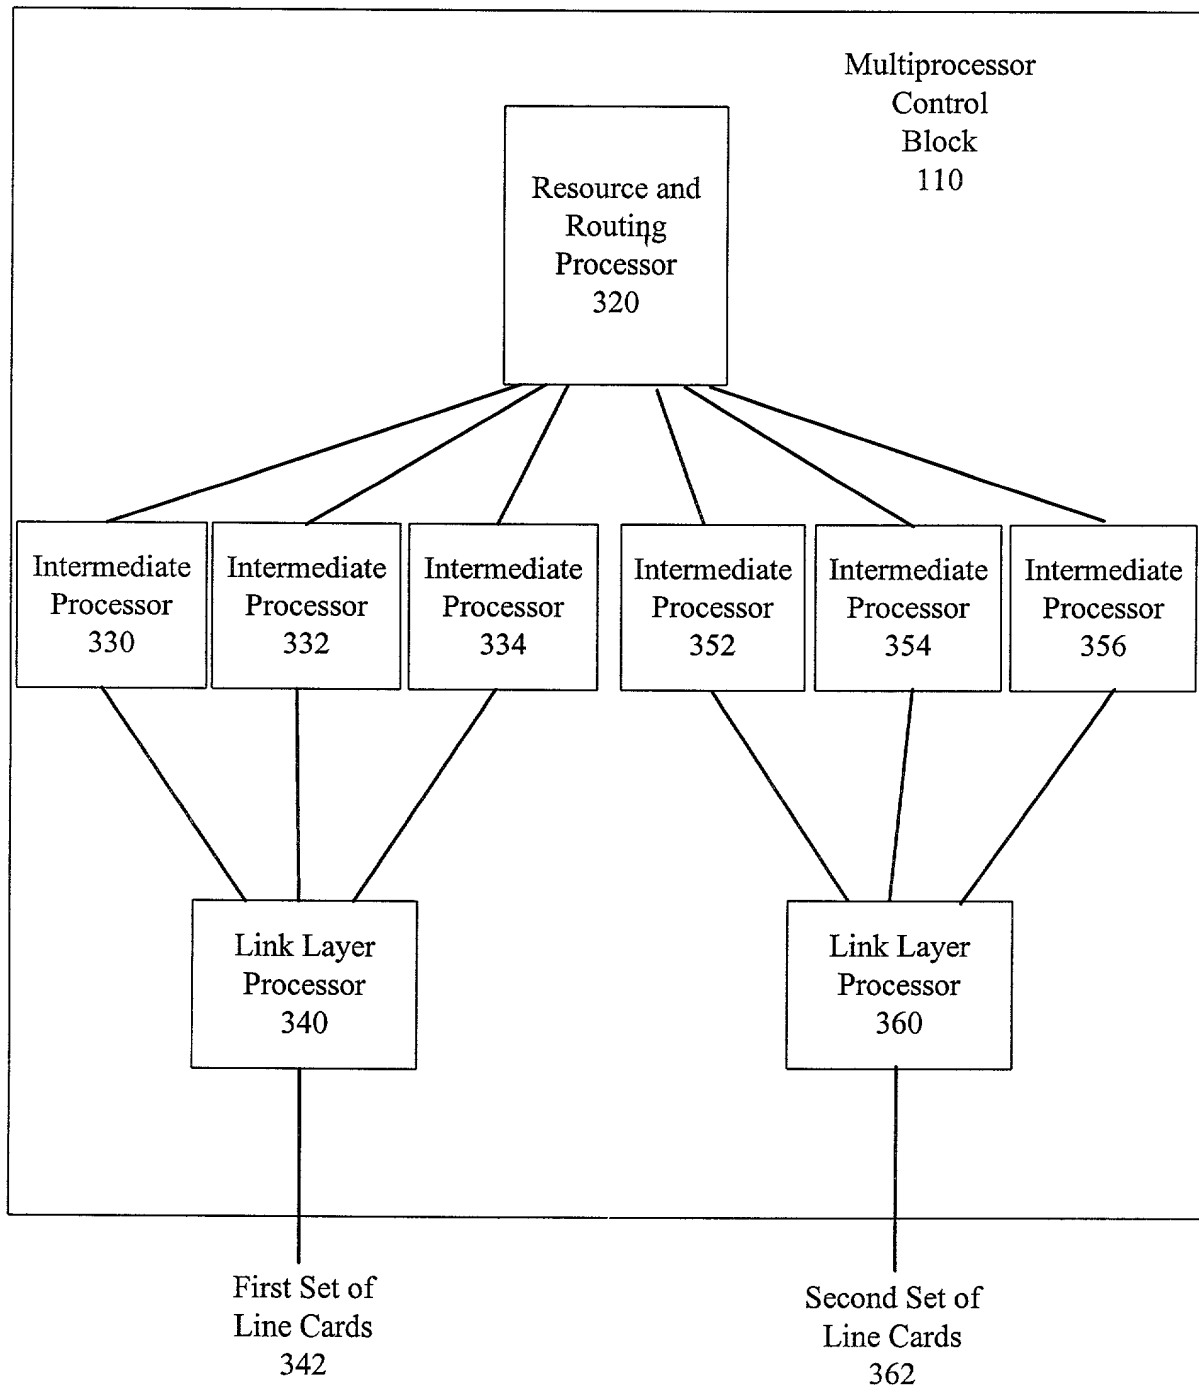 Multiprocessor
Control
Block
110
Resource and
Routing
Processor
320
Intermediate
Processor
330
Intermediate
Processor
332
Intermediate
Processor
334
Intermediate
Processor
352
Intermediate
Processor
354
Intermediate
Processor
356
Link Layer
Processor
340
Link Layer
Processor
360
First Set of
Line Cards
342
Second Set of
Line Cards
362